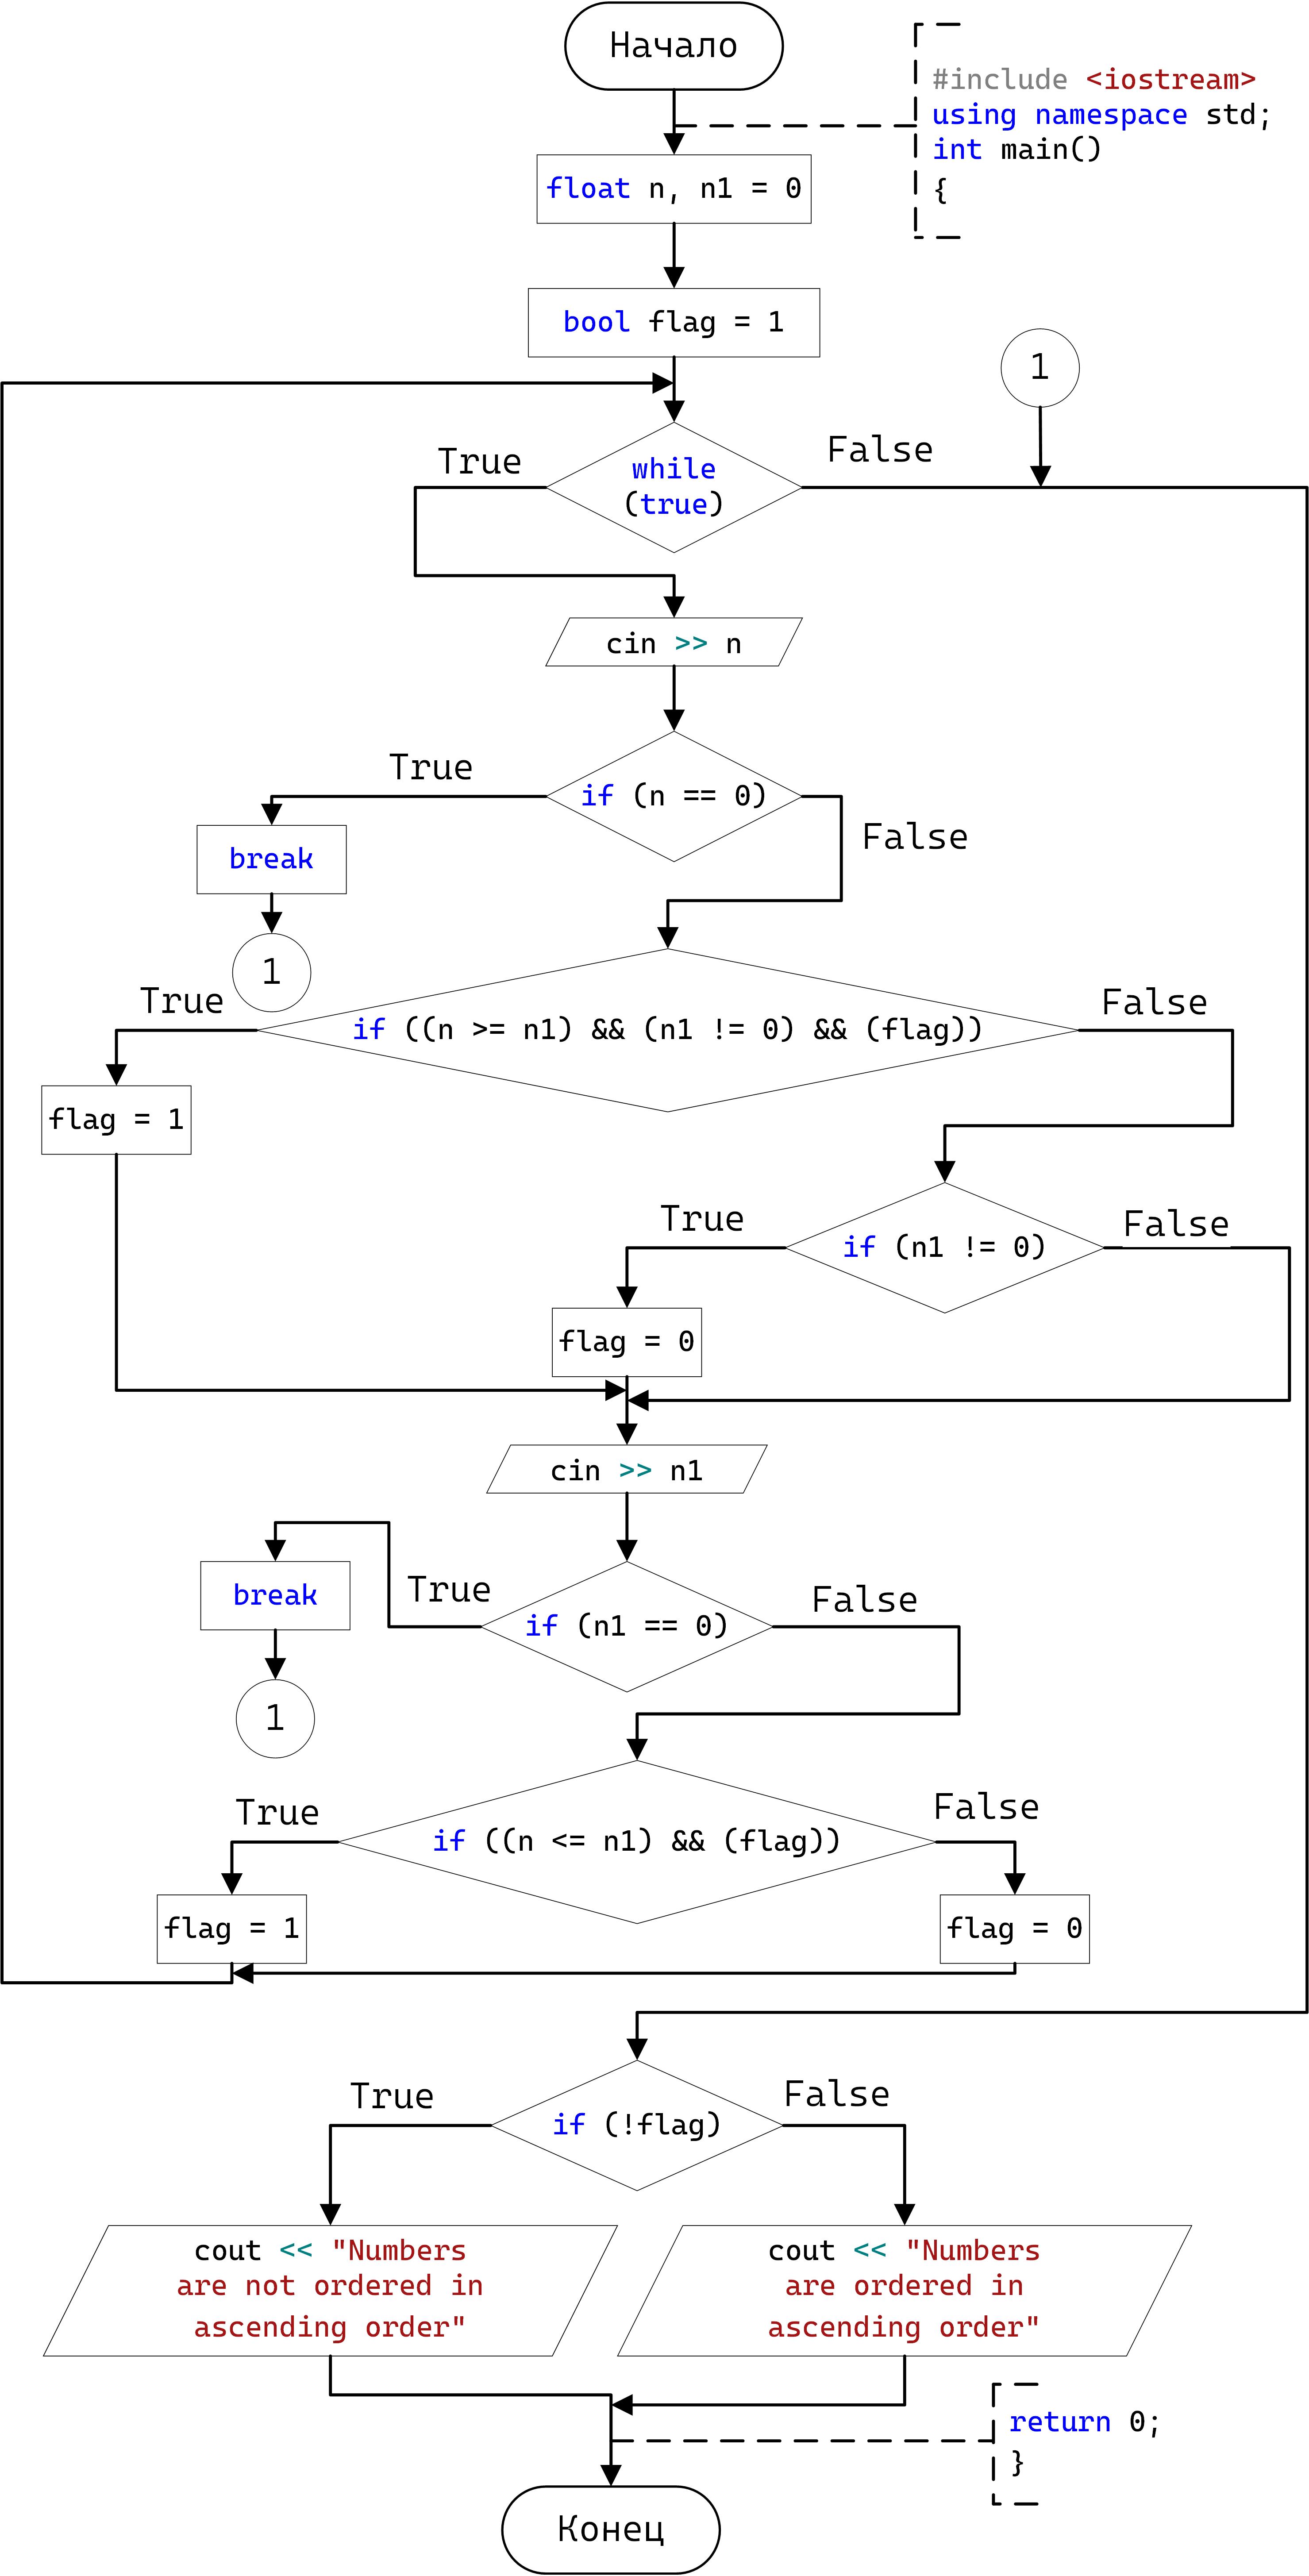 Начало
#include <iostream>
using namespace std;
int main()
{
float n, n1 = 0
bool flag = 1
1
True
False
while
(true)
cin >> n
True
if (n == 0)
False
break
1
True
if ((n >= n1) && (n1 != 0) && (flag))
False
flag = 1
True
if (n1 != 0)
False
flag = 0
cin >> n1
break
True
if (n1 == 0)
False
1
True
if ((n <= n1) && (flag))
False
flag = 1
flag = 0
True
if (!flag)
False
cout << "Numbers
are not ordered in
ascending order"
cout << "Numbers
are ordered in
ascending order"
return 0;
}
Конец